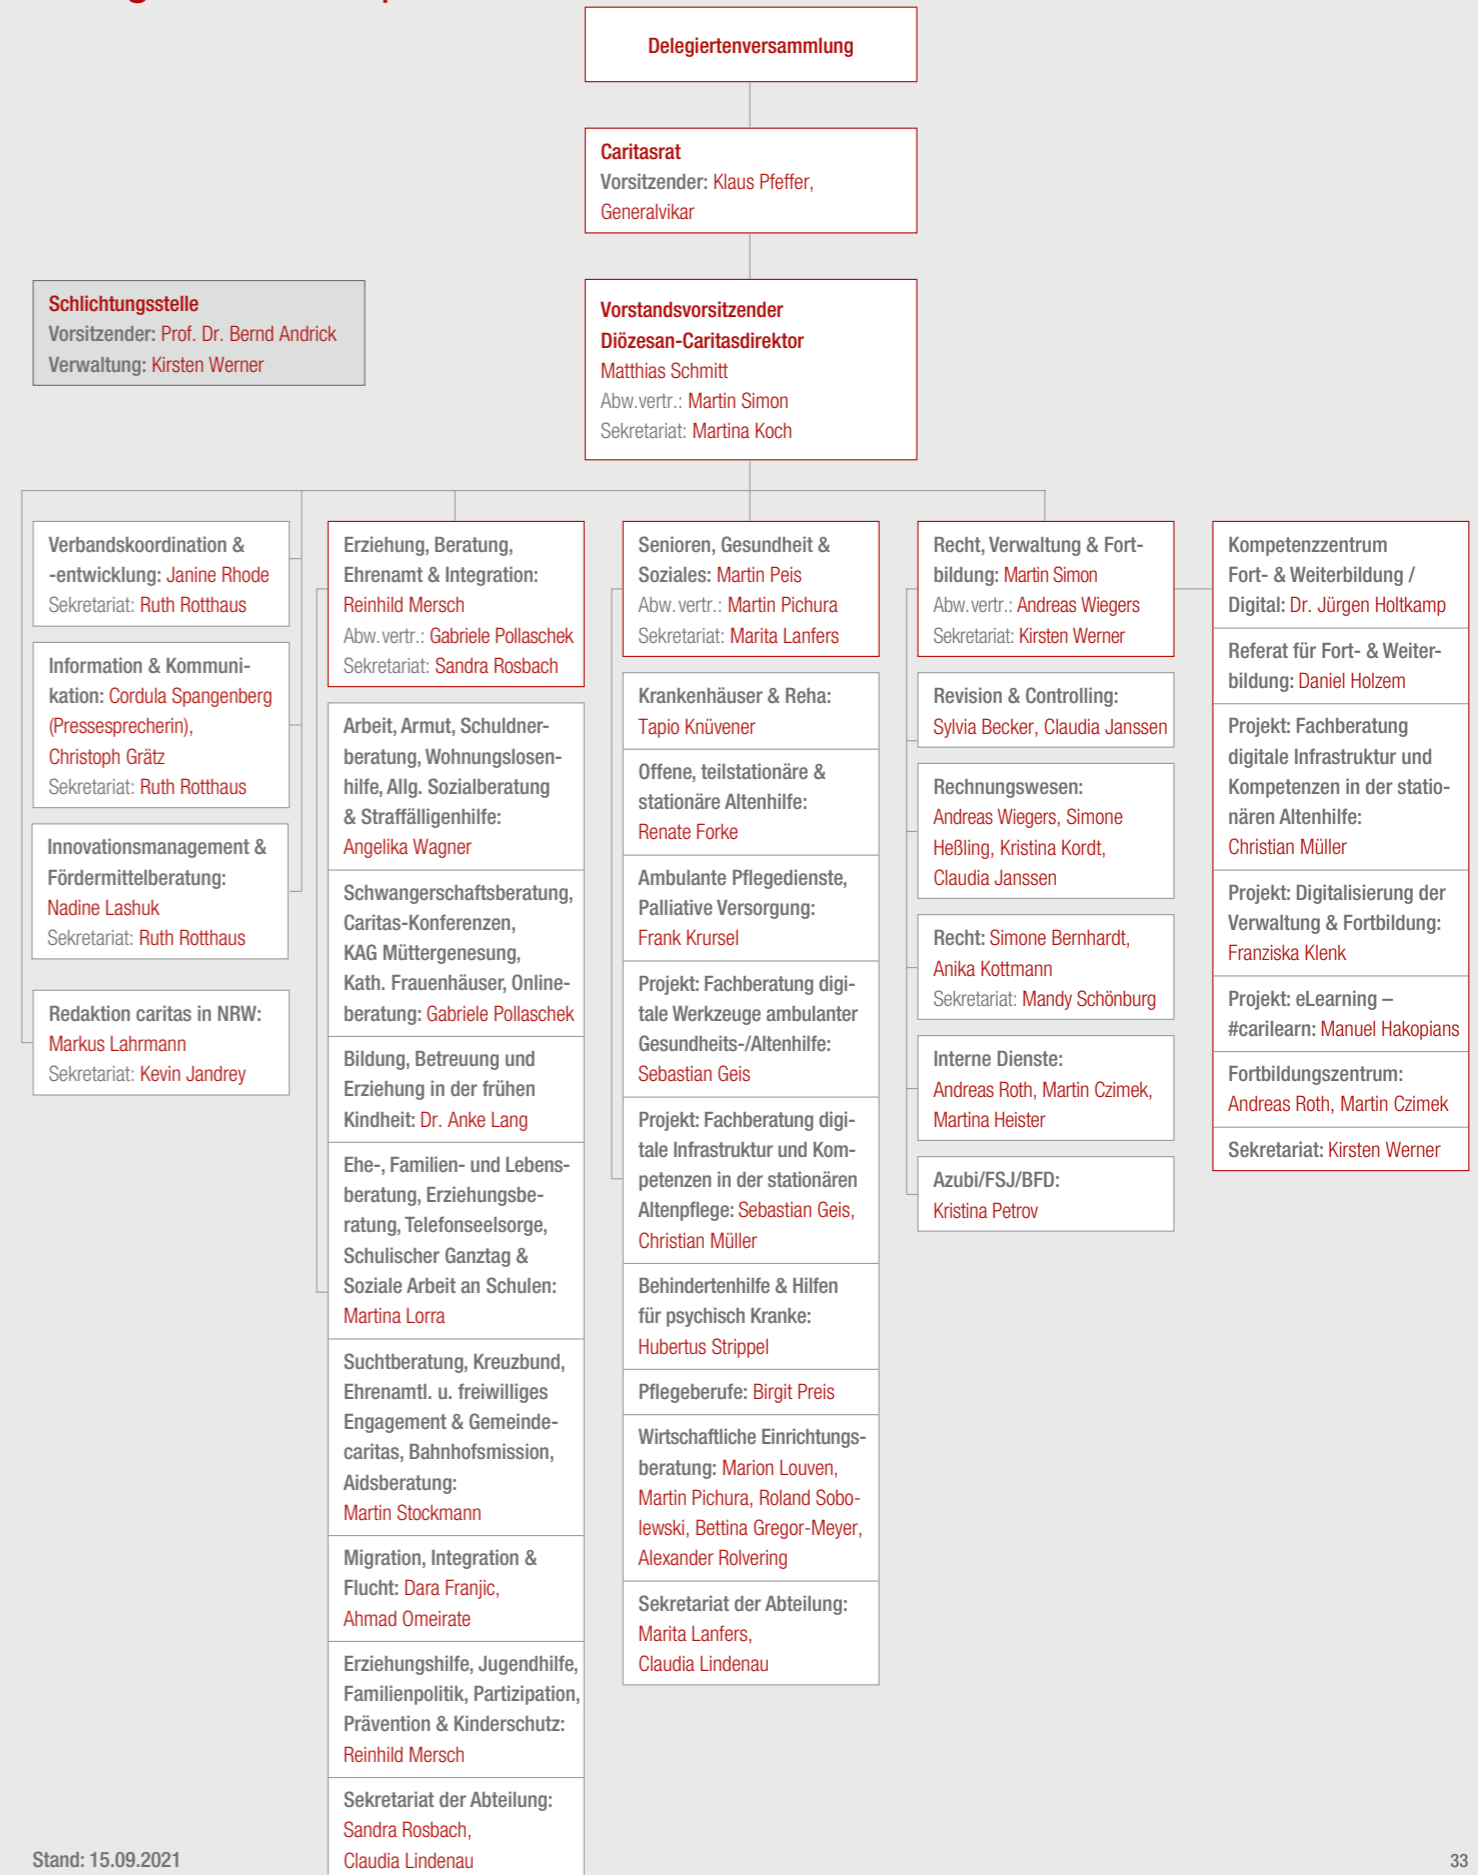 Delegiertenversammlung
Caritasrat
Vorsitzender: Klaus Pfeffer,
Generalvikar
Schlichtungsstelle
Vorsitzender: Prof. Dr. Bernd Andrick
Verwaltung: Kirsten Werner
Vorstandsvorsitzender
Diözesan-Caritasdirektor
Matthias Schmitt
Abw.vertr.: Martin Simon
Sekretariat: Martina Koch
Verbandskoordination &
-entwicklung: Janine Rhode
Sekretariat: Ruth Rotthaus
Information & Kommuni-
kation: Cordula Spangenberg
(Pressesprecherin),
Christoph Grätz
Sekretariat: Ruth Rotthaus
Innovationsmanagement &
Fördermittelberatung:
Nadine Lashuk
Sekretariat: Ruth Rotthaus
Redaktion caritas in NRW:
Markus Lahrmann
Sekretariat: Kevin Jandrey
Erziehung, Beratung,
Ehrenamt & Integration:
Reinhild Mersch
Abw.vertr.: Gabriele Pollaschek
Sekretariat: Sandra Rosbach
Arbeit, Armut, Schuldner-
beratung, Wohnungslosen-
hilfe, Allg. Sozialberatung
& Straffälligenhilfe:
Angelika Wagner
Schwangerschaftsberatung,
Caritas-Konferenzen,
KAG Müttergenesung,
Kath. Frauenhäuser, Online-
beratung: Gabriele Pollaschek
Bildung, Betreuung und
Erziehung in der frühen
Kindheit: Dr. Anke Lang
Ehe-, Familien- und Lebens-
beratung, Erziehungsbe-
ratung, Telefonseelsorge,
Schulischer Ganztag &
Soziale Arbeit an Schulen:
Martina Lorra
Suchtberatung, Kreuzbund,
Ehrenamtl. u. freiwilliges
Engagement & Gemeinde-
caritas, Bahnhofsmission,
Aidsberatung:
Martin Stockmann
Migration, Integration &
Flucht: Dara Franjic,
Ahmad Omeirate
Erziehungshilfe, Jugendhilfe,
Familienpolitik, Partizipation,
Prävention & Kinderschutz:
Reinhild Mersch
Sekretariat der Abteilung:
Sandra Rosbach,
Claudia Lindenau
Senioren, Gesundheit &
Soziales: Martin Peis
Abw.vertr.: Martin Pichura
Sekretariat: Marita Lanfers
Krankenhäuser & Reha:
Tapio Knüvener
Offene, teilstationäre &
stationäre Altenhilfe:
Renate Forke
Ambulante Pflegedienste,
Palliative Versorgung:
Frank Krursel
Projekt: Fachberatung digi-
tale Werkzeuge ambulanter
Gesundheits-/Altenhilfe:
Sebastian Geis
Projekt: Fachberatung digi-
tale Infrastruktur und Kom-
petenzen in der stationären
Altenpflege: Sebastian Geis,
Christian Müller
Behindertenhilfe & Hilfen
für psychisch Kranke:
Hubertus Strippel
Pflegeberufe: Birgit Preis
Wirtschaftliche Einrichtungs-
beratung: Marion Louven,
Martin Pichura, Roland Sobo-
lewski, Bettina Gregor-Meyer,
Alexander Rolvering
Sekretariat der Abteilung:
Marita Lanfers,
Claudia Lindenau
Recht, Verwaltung & Fort-
bildung: Martin Simon
Abw.vertr.: Andreas Wiegers
Sekretariat: Kirsten Werner
Revision & Controlling:
Sylvia Becker, Claudia Janssen
Rechnungswesen:
Andreas Wiegers, Simone
Heßling, Kristina Kordt,
Claudia Janssen
Recht: Simone Bernhardt,
Anika Kottmann
Sekretariat: Mandy Schönburg
Interne Dienste:
Andreas Roth, Martin Czimek,
Martina Heister
Azubi/FSJ/BFD:
Kristina Petrov
Kompetenzzentrum
Fort- & Weiterbildung /
Digital: Dr. Jürgen Holtkamp
Referat für Fort- & Weiter-
bildung: Daniel Holzem
Projekt: Fachberatung
digitale Infrastruktur und
Kompetenzen in der statio-
nären Altenhilfe:
Christian Müller
Projekt: Digitalisierung der
Verwaltung & Fortbildung:
Franziska Klenk
Projekt: eLearning –
#carilearn: Manuel Hakopians
Fortbildungszentrum:
Andreas Roth, Martin Czimek
Sekretariat: Kirsten Werner
Stand: 15.09.2021
33